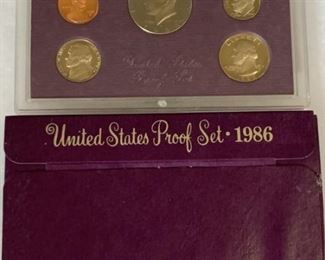 United States
Proof Set
United States Proof Set • 1986